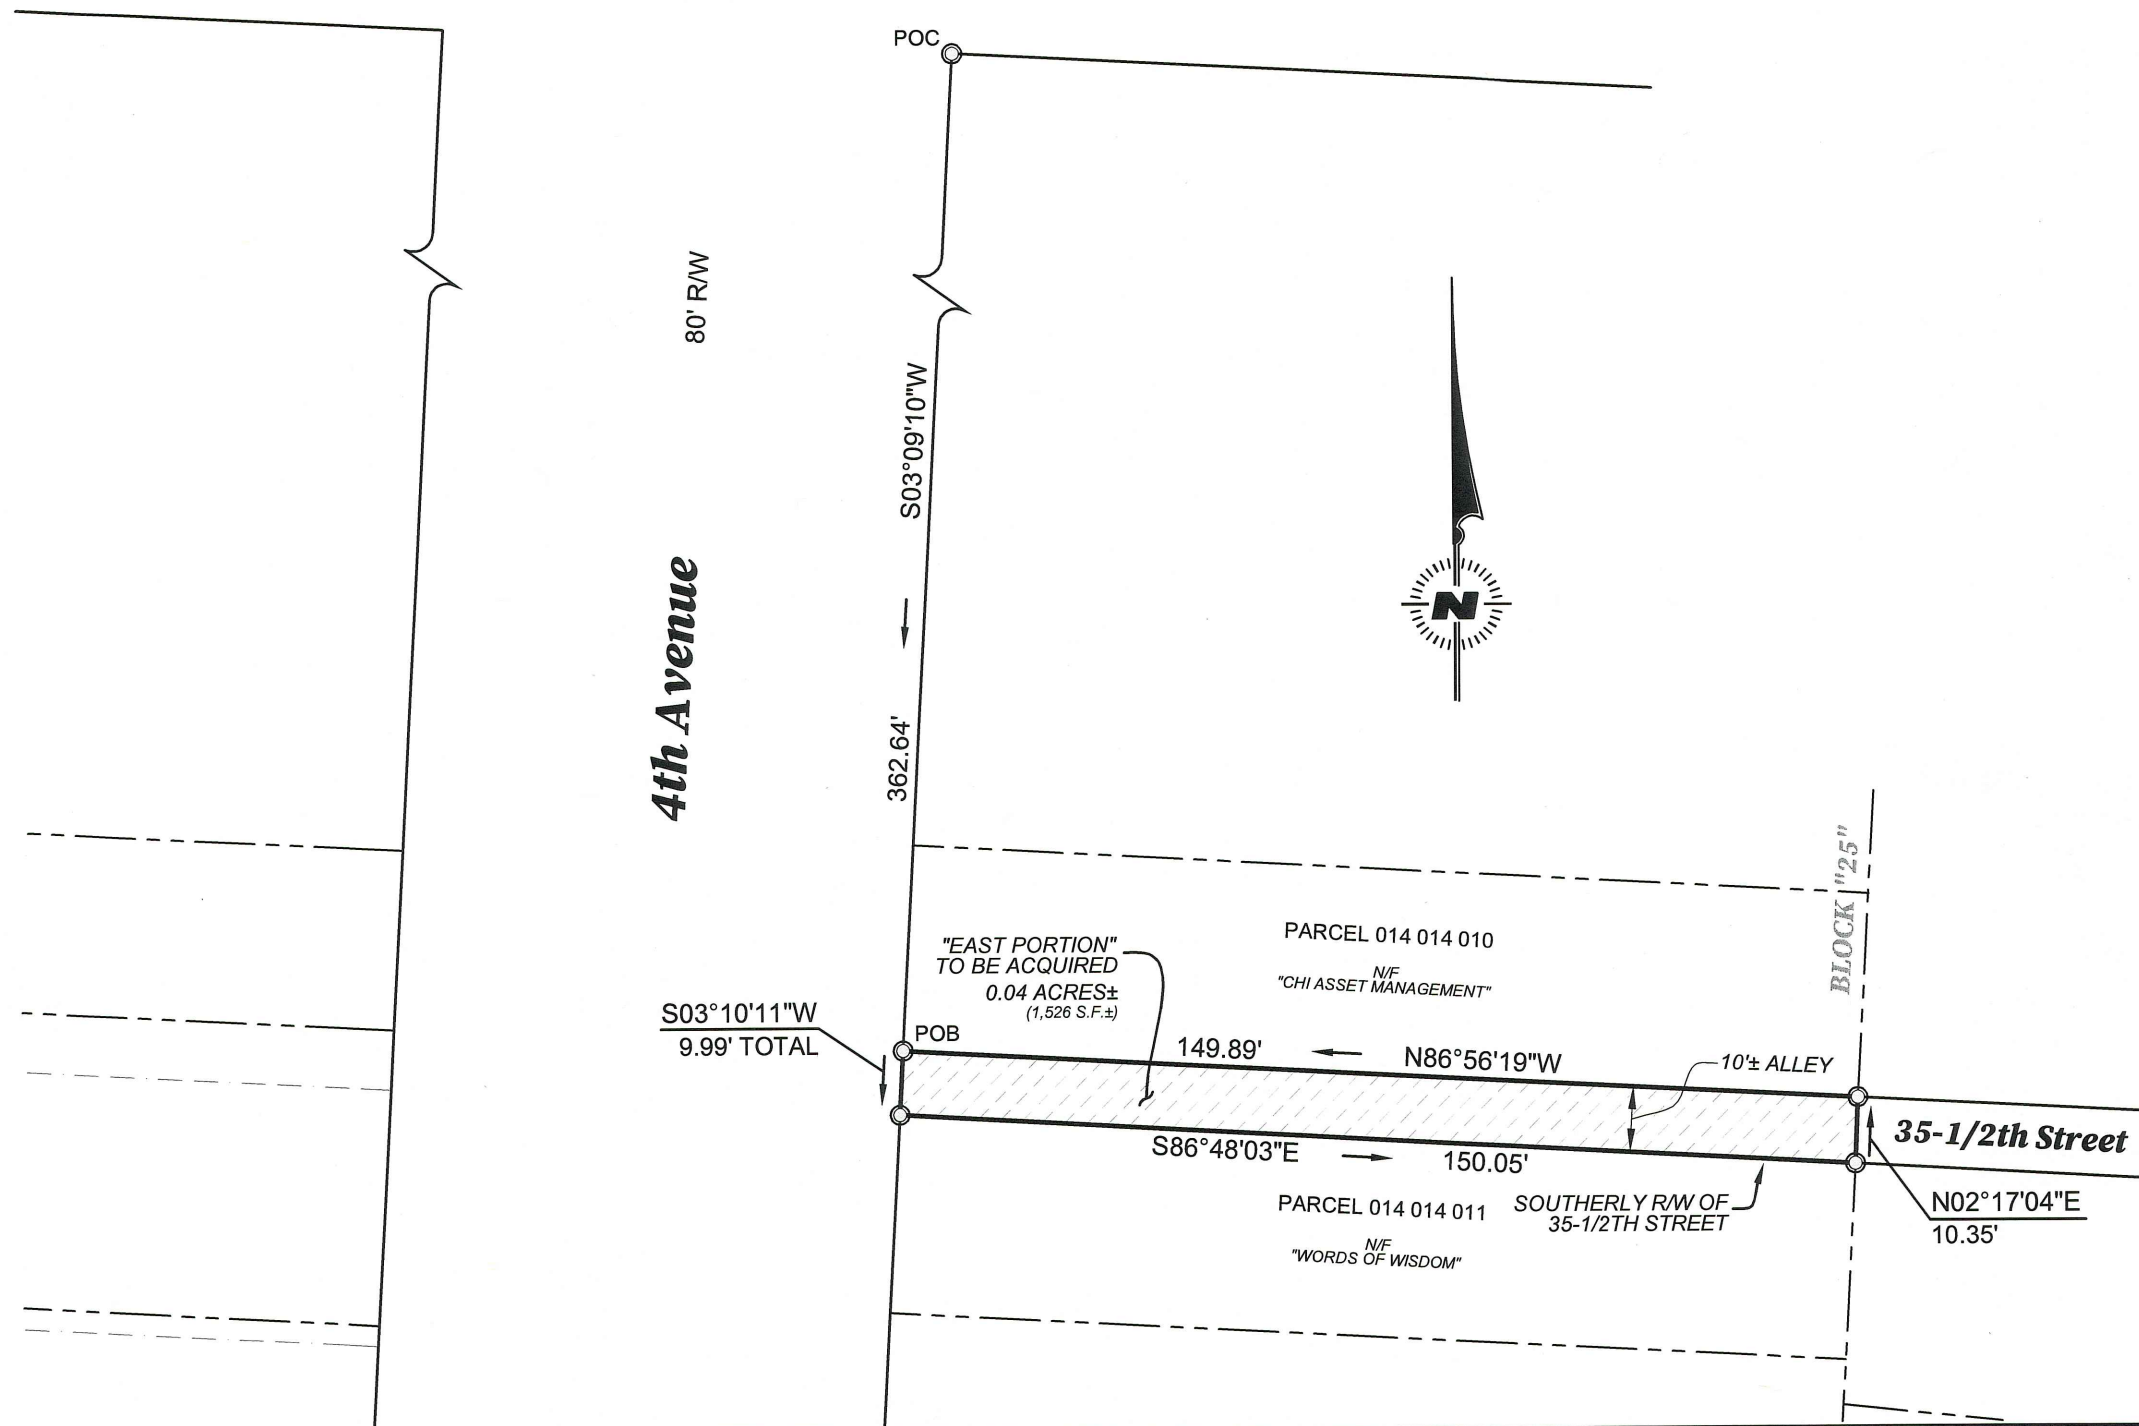 POC
80' R/W
S03°09'10"W
4th Avenue
362.64'
BLOCK "25"
PARCEL 014 014 010
N/F
"CHI ASSET MANAGEMENT"
"EAST PORTION"
TO BE ACQUIRED
0.04 ACRES±
(1,526 S.F.±)
S03°10'11"W
9.99' TOTAL
POB
149.89'
N86°56'19"W
10'± ALLEY
35-1/2th Street
S86°48'03"E
150.05'
PARCEL 014 014 011
N/F
"WORDS OF WISDOM"
SOUTHERLY R/W OF
35-1/2TH STREET
N02°17'04"E
10.35'
N